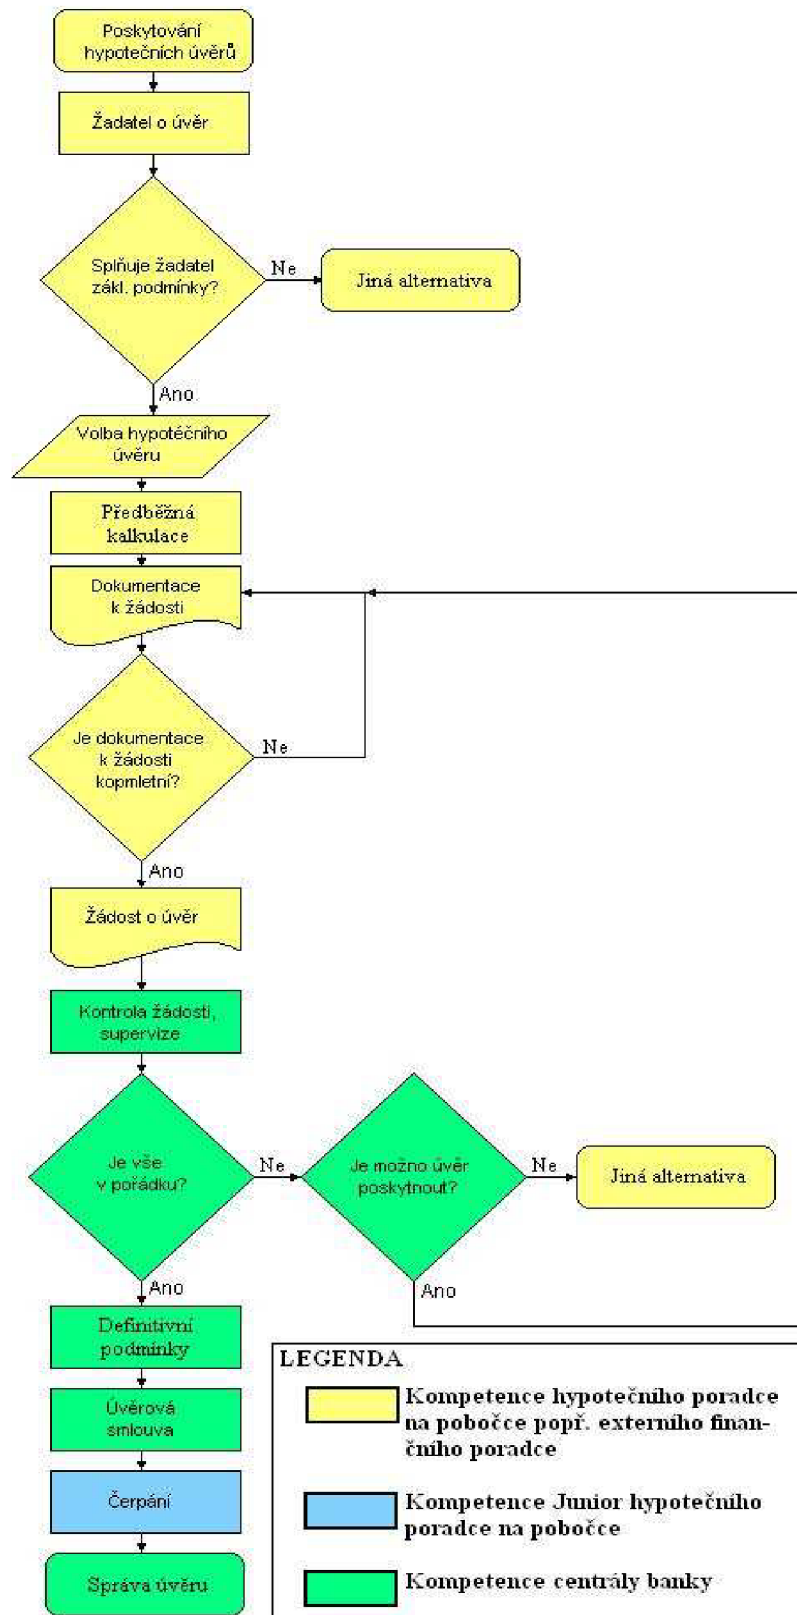 Poskytování
hypotečních úvěrů
Žadatel o úvěr
Splňuje žadatel
zákl. podmínky?
Ne
Jiná alternativa
Ano
Volba hypotéčního
úvěru
Předběžná
kalkulace
Dokumentace
k žádosti
Je dokumentace
k žádosti
kopmletní?
Ne
Ano
Žádost o úvěr
Kontrola žádosti,
supervize
Je vše
v pořádku?
Ne
Je možno úvěr
poskytnout?
Ne
Jiná alternativa
Ano
Ano
Definitivní
podmínky
Úvěrová
smlouva
Čerpání
Správa úvěru
LEGENDA
Kompetence hypotečního poradce
na pobočce popř. externího finan-
čního poradce
Kompetence Junior hypotečního
poradce na pobočce
Kompetence centrály banky